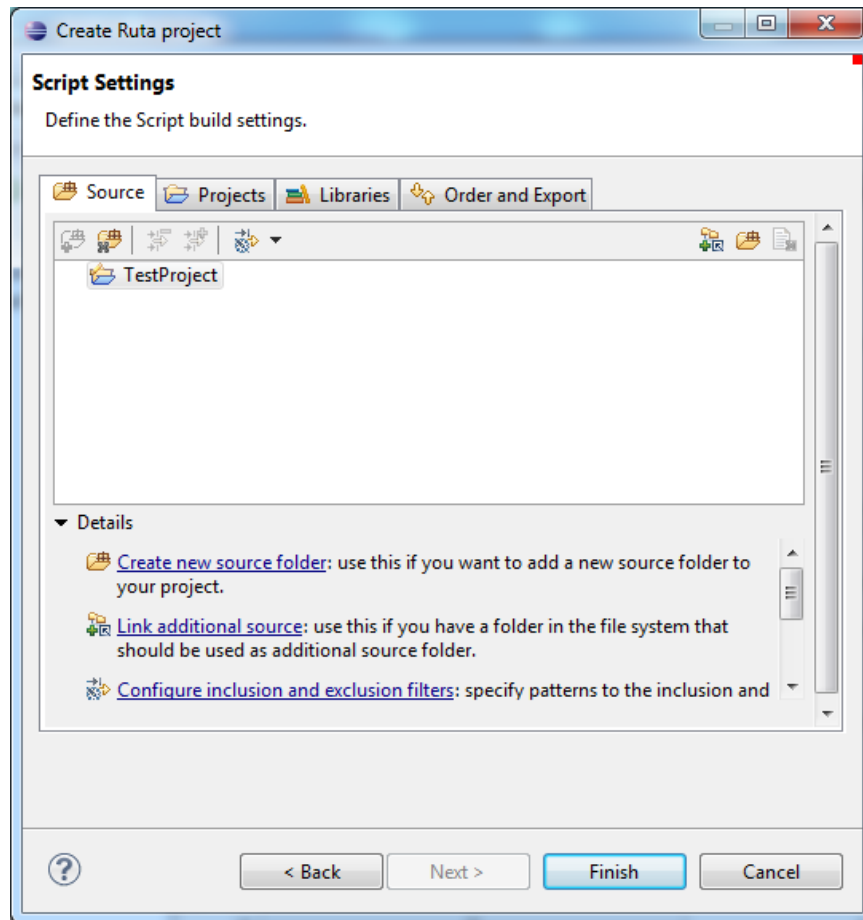 Create Ruta project
Script Settings
Define the Script build settings.
Source Projects Libraries Order and Export
TestProject
Details
Create new source folder: use this if you want to add a new source folder to
your project.
Link additional source: use this if you have a folder in the file system that
should be used as additional source folder.
Configure inclusion and exclusion filters: specify patterns to the inclusion and
< Back Next > Finish Cancel